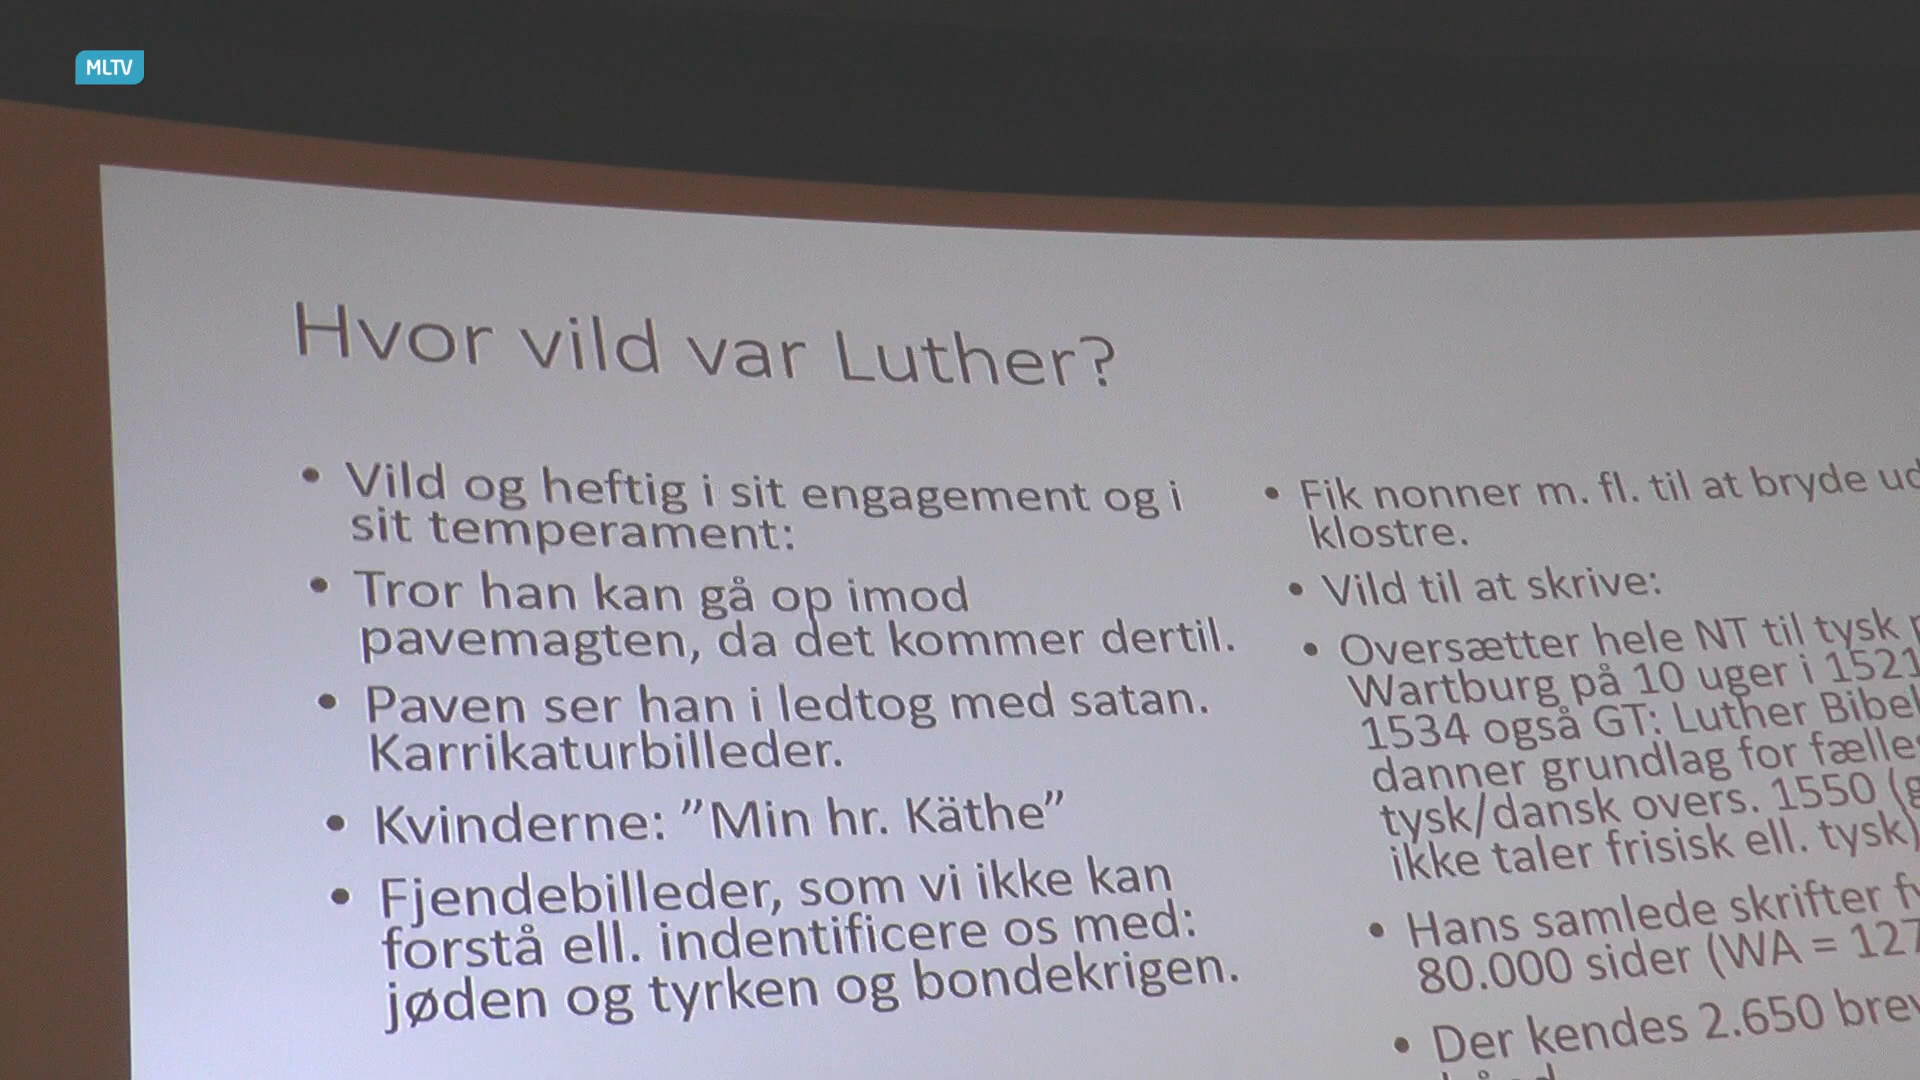 MLTV
Hvor vild var Luther?
Vild og heftig i sit engagement og i
sit temperament:
Tror han kan gå op imod
pavemagten, da det kommer dertil.
Paven ser han i ledtog med satan.
Karrikaturbilleder.
Kvinderne: ”Min hr. Käthe”
Fjendebilleder, som vi ikke kan
forstå ell. indentificere os med:
jøden og tyrken og bondekrigen.
Fik nonner m. fl. til at bryde ud
klostre.
Vild til at skrive:
Oversætter hele NT til tysk
Wartburg på 10 uger i 1521
1534 også GT: Luther Bibel
danner grundlag for fælles
tysk/dansk overs. 1550
ikke taler frisisk ell. tysk)
Hans samlede skrifter
80.000 sider (WA = 127
Der kendes 2.650